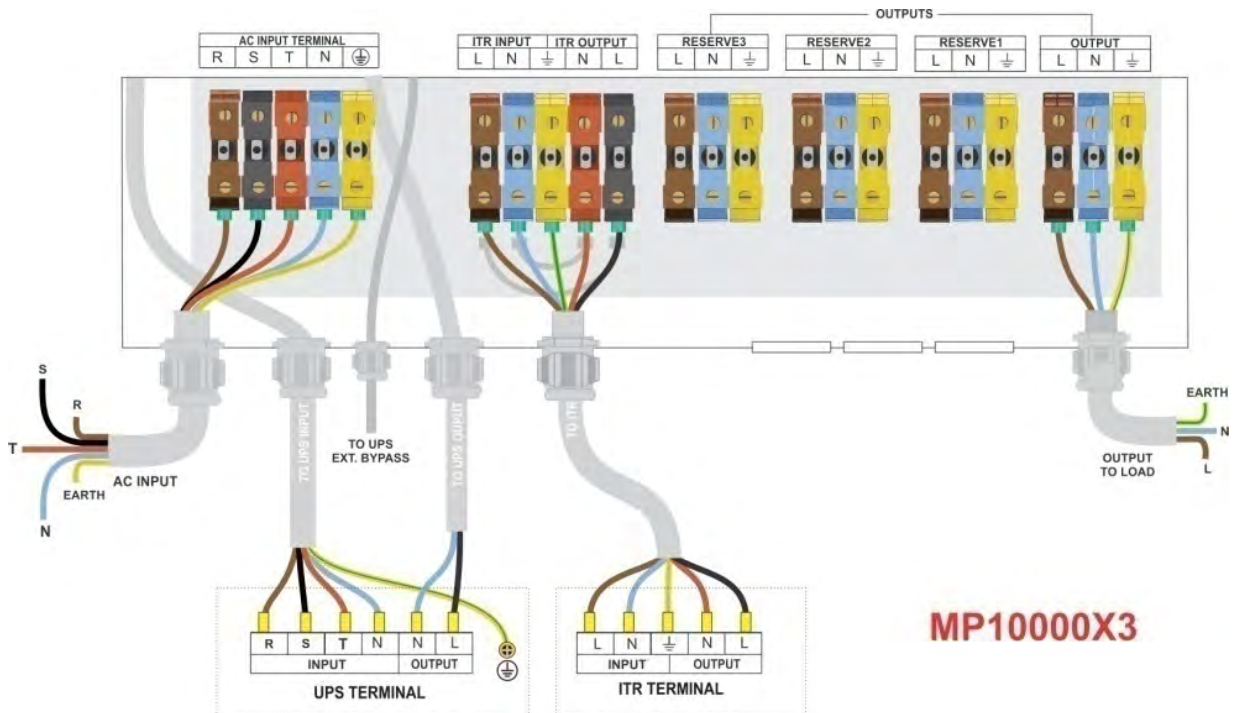 OUTPUTS
AC INPUT TERMINAL
R S T N
ITR INPUT ITR OUTPUT
L N N L
RESERVE3
L N
RESERVE2
L N
RESERVE1
L N
OUTPUT
L N
S
R
T
EARTH
N
AC INPUT
TO UPS INPUT
TO UPS
EXT. BYPASS
TO UPS OUPUT
TO ITR
EARTH
N
L
OUTPUT
TO LOAD
R S T N N L
INPUT OUTPUT
UPS TERMINAL
L N N L
INPUT OUTPUT
ITR TERMINAL
MP10000X3